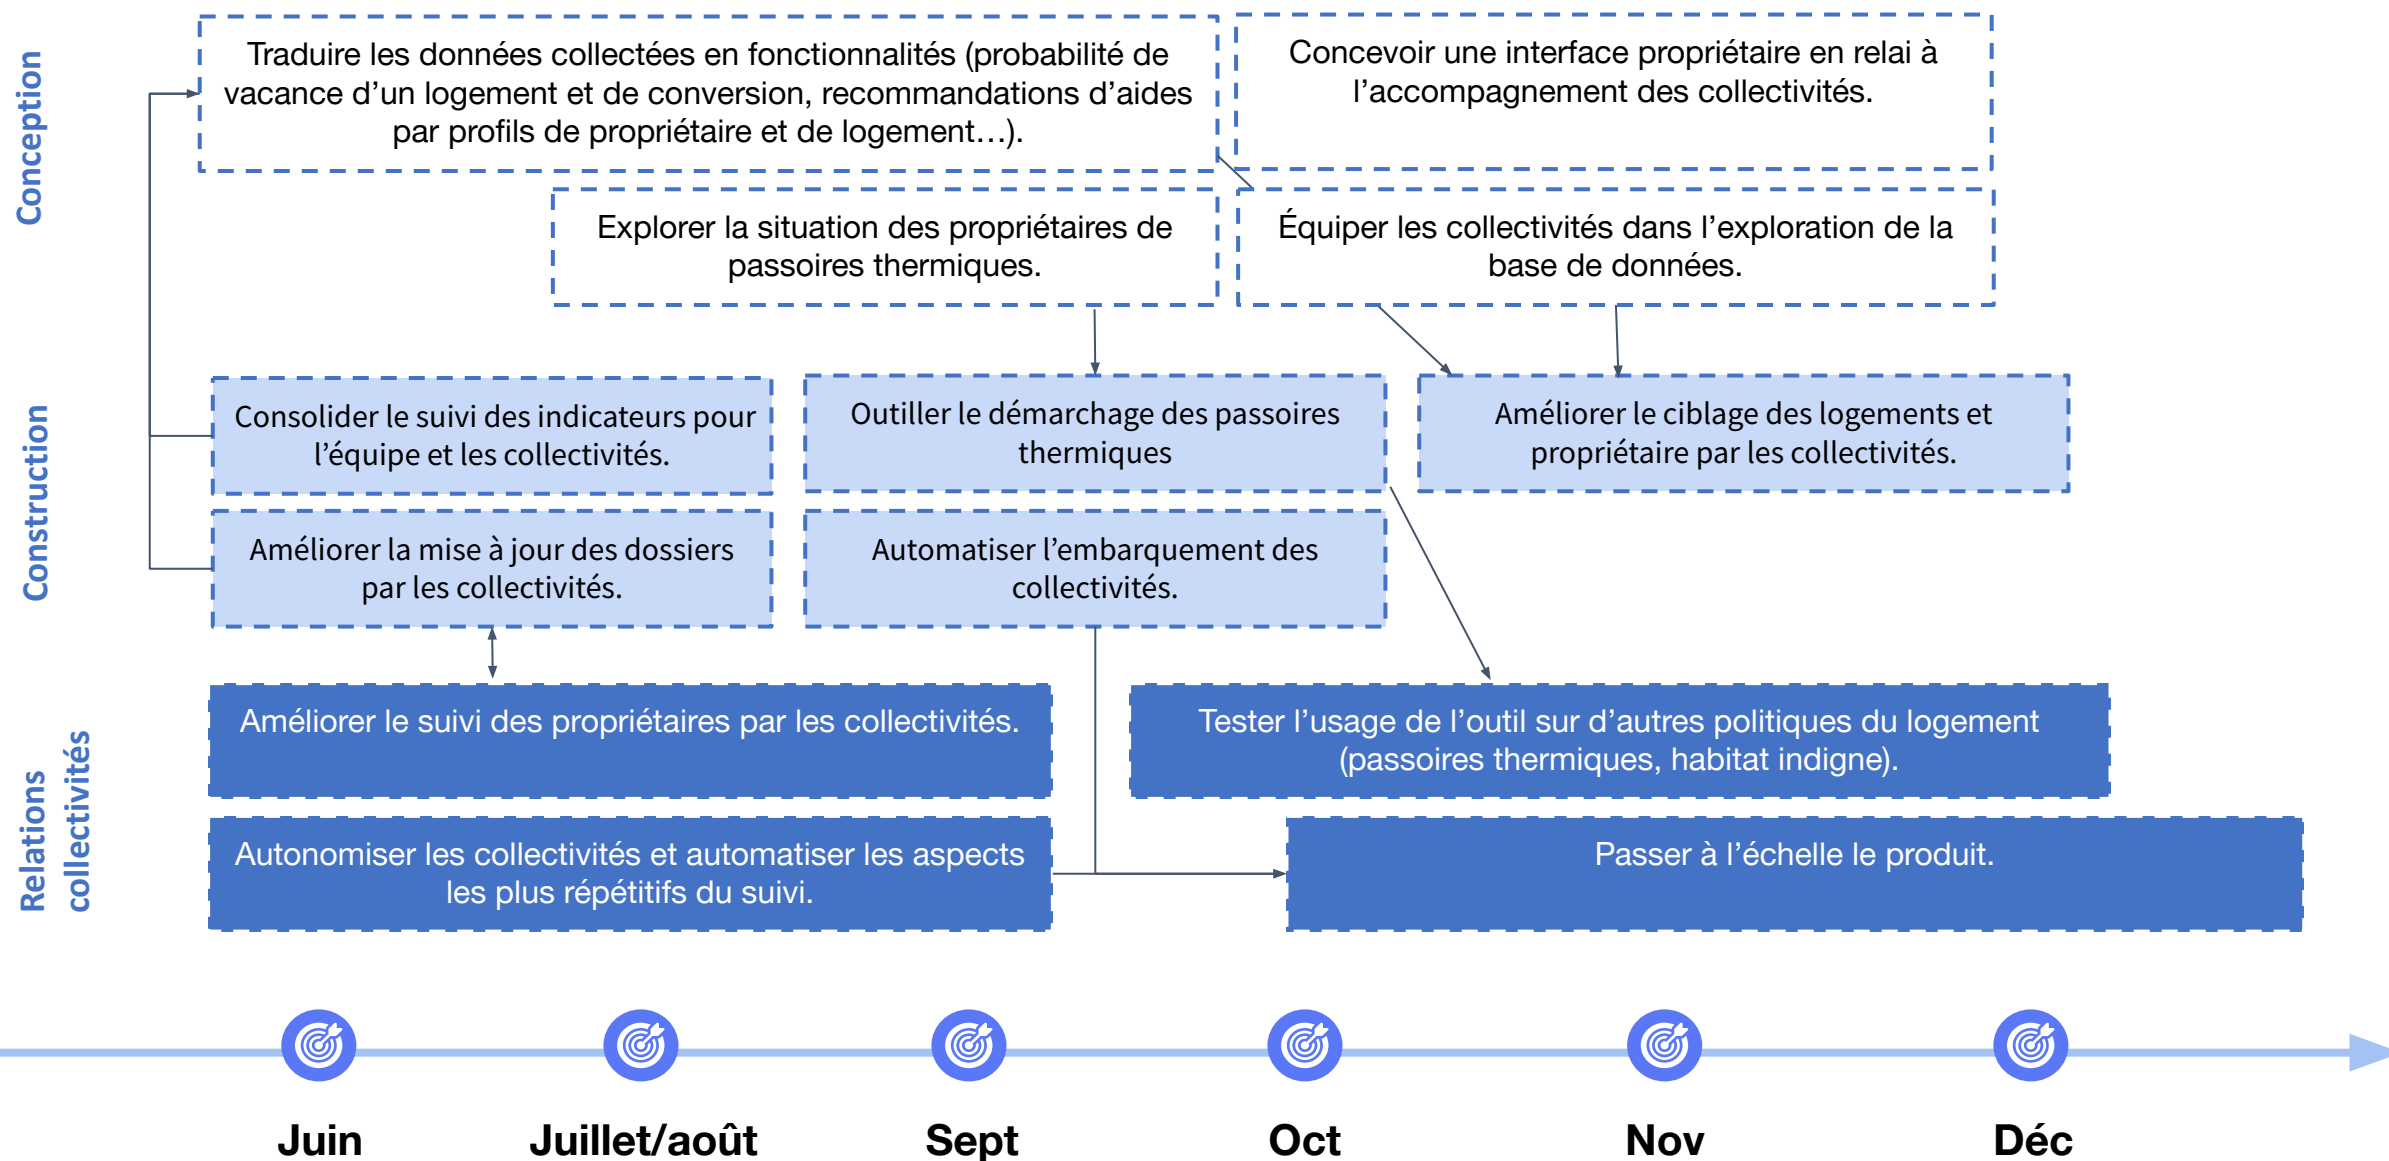 Conception
Traduire les données collectées en fonctionnalités (probabilité de
vacance d’un logement et de conversion, recommandations d’aides
par profils de propriétaire et de logement…).
Concevoir une interface propriétaire en relai à
l’accompagnement des collectivités.
Explorer la situation des propriétaires de
passoires thermiques.
Équiper les collectivités dans l’exploration de la
base de données.
Construction
Consolider le suivi des indicateurs pour
l’équipe et les collectivités.
Outiller le démarchage des passoires
thermiques
Améliorer le ciblage des logements et
propriétaire par les collectivités.
Améliorer la mise à jour des dossiers
par les collectivités.
Automatiser l’embarquement des
collectivités.
Relations
collectivités
Améliorer le suivi des propriétaires par les collectivités.
Tester l’usage de l’outil sur d’autres politiques du logement
(passoires thermiques, habitat indigne).
Autonomiser les collectivités et automatiser les aspects
les plus répétitifs du suivi.
Passer à l’échelle le produit.
Juin
Juillet/août
Sept
Oct
Nov
Déc